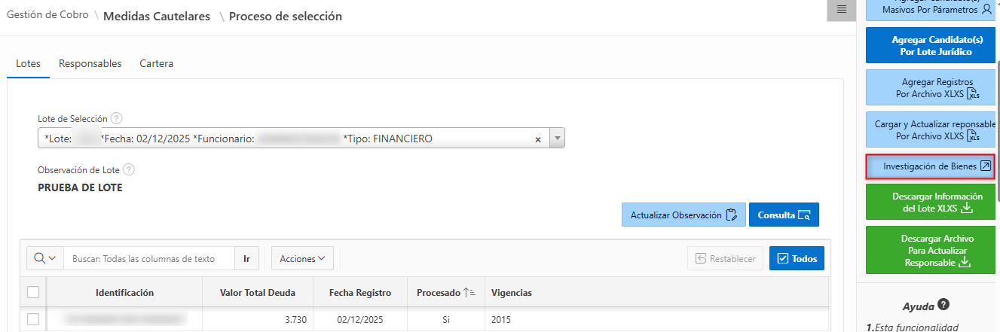 Gestión de Cobro \ Medidas Cautelares \ Proceso de selección
Lotes Responsables Cartera
Lote de Selección ?
*Lote: *Fecha: 02/12/2025 *Funcionario: *Tipo: FINANCIERO ×
Observación de Lote ?
PRUEBA DE LOTE
Actualizar Observación Consulta
Buscar: Todas las columnas de texto Ir Acciones Restablecer Todos
Identificación Valor Total Deuda Fecha Registro Procesado Vigencias
3.730 02/12/2025 Si 2015
Agregar Candidato(s)
Masivos Por Párametros
Agregar Candidato(s)
Por Lote Jurídico
Agregar Registros
Por Archivo XLXS
Cargar y Actualizar reponsable
Por Archivo XLXS
Investigación de Bienes
Descargar Información
del Lote XLXS
Descargar Archivo
Para Actualizar
Responsable
Ayuda ?
1.Esta funcionalidad